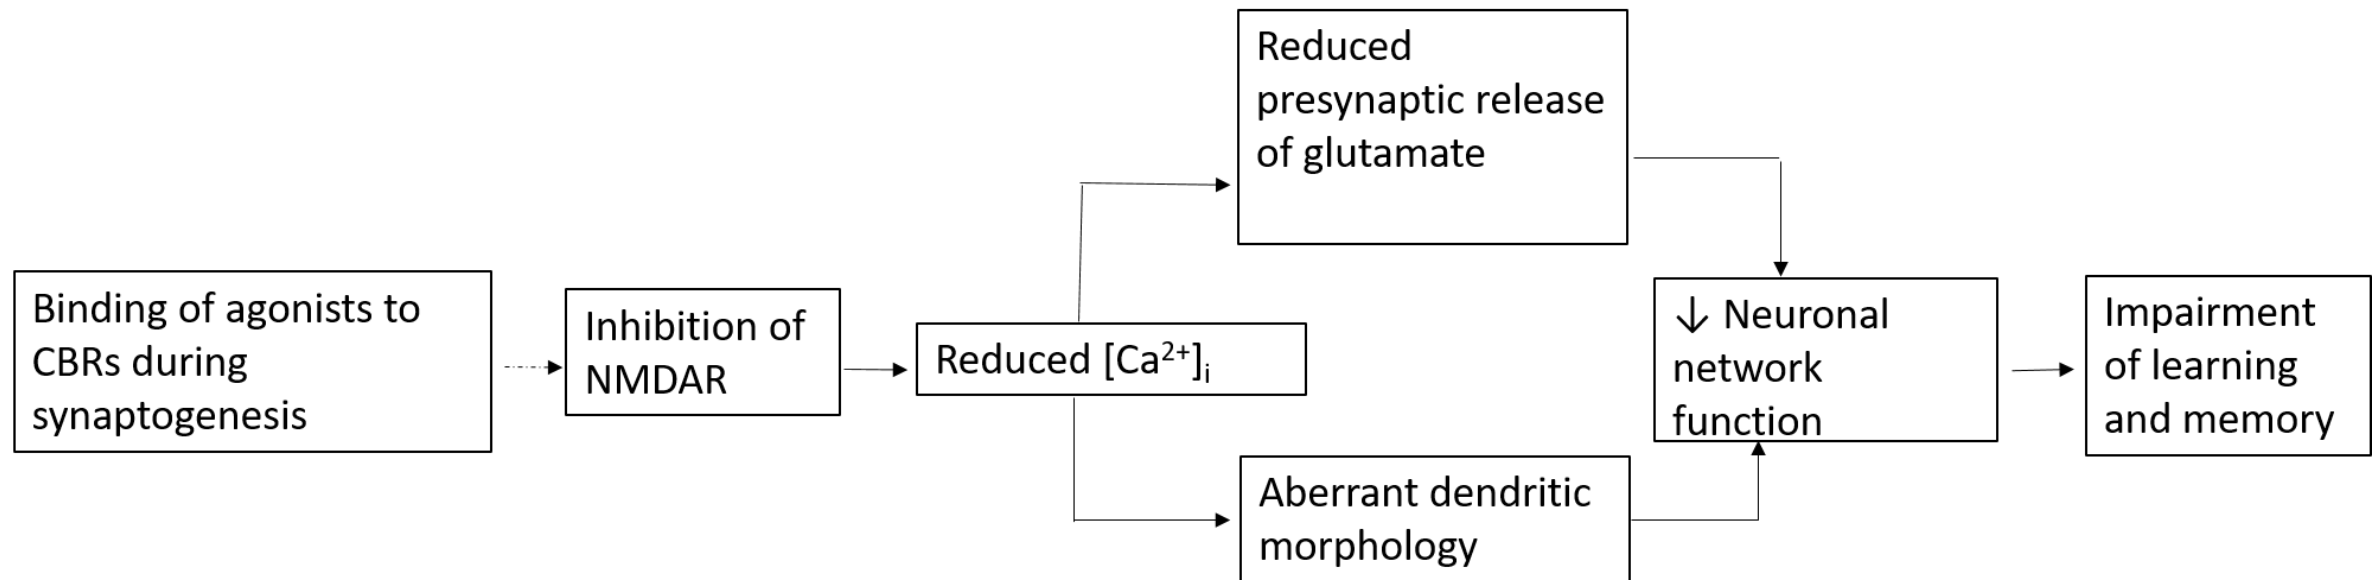 Binding of agonists to
CBRs during
synaptogenesis
Inhibition of
NMDAR
Reduced [Ca²⁺]ᵢ
Reduced
presynaptic release
of glutamate
Aberrant dendritic
morphology
↓ Neuronal
network
function
Impairment
of learning
and memory